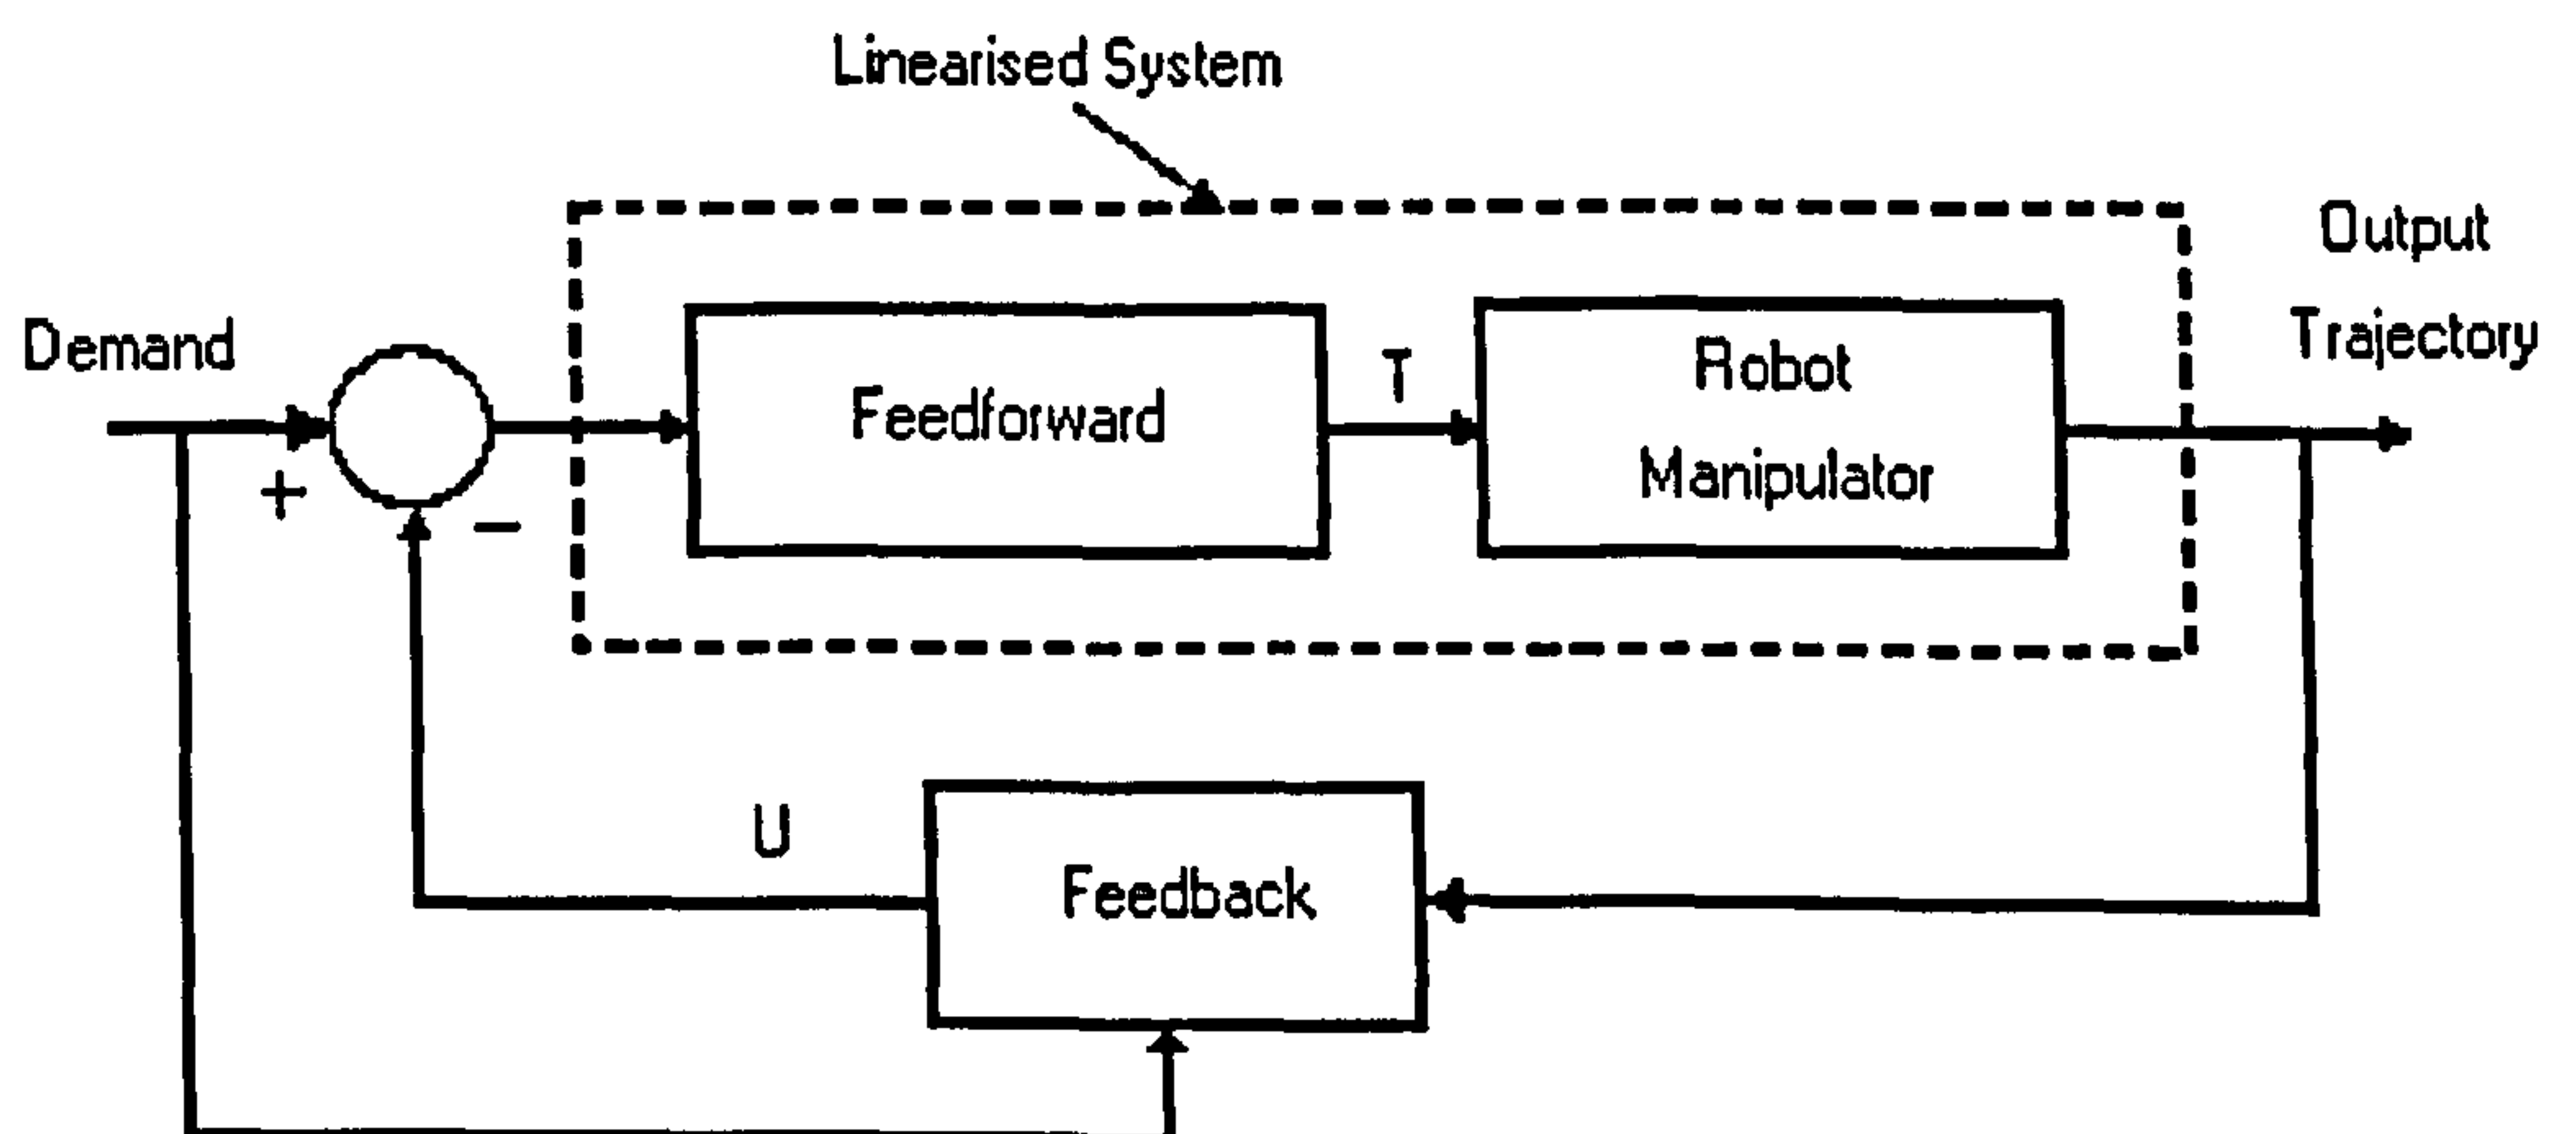 Linearised System
Output
Trajectory
Demand
+
−
Feedforward
T
Robot
Manipulator
U
Feedback